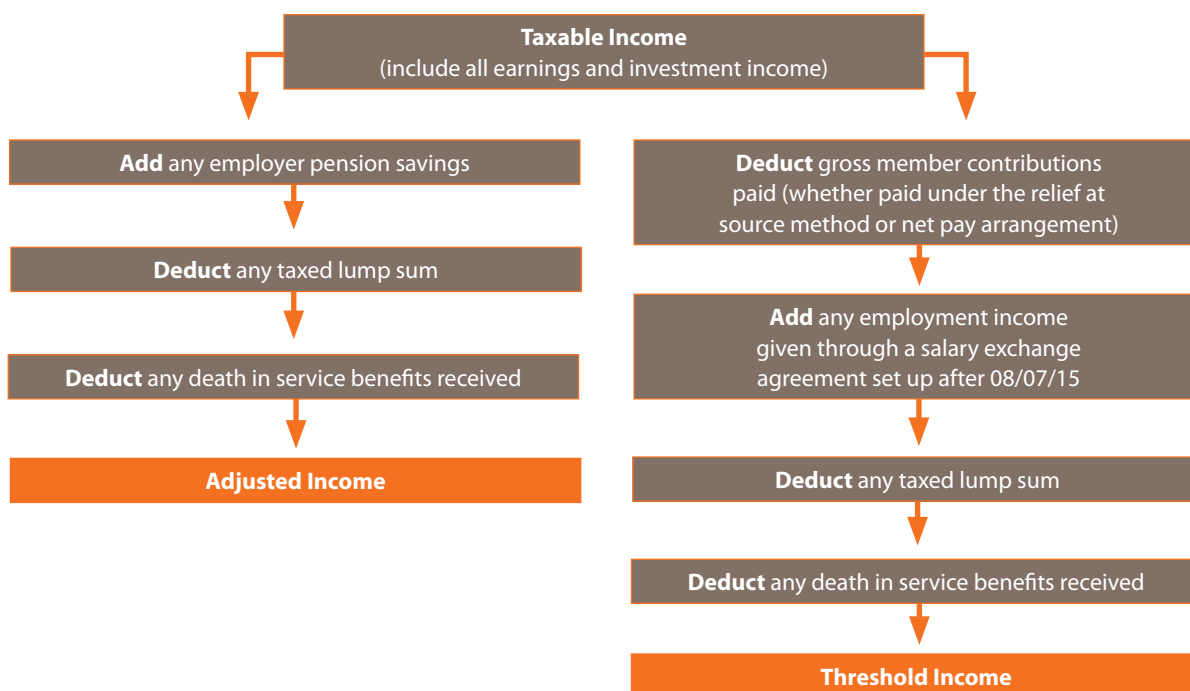 Taxable Income
(include all earnings and investment income)
Add any employer pension savings
Deduct any taxed lump sum
Deduct any death in service benefits received
Adjusted Income
Deduct gross member contributions
paid (whether paid under the relief at
source method or net pay arrangement)
Add any employment income
given through a salary exchange
agreement set up after 08/07/15
Deduct any taxed lump sum
Deduct any death in service benefits received
Threshold Income